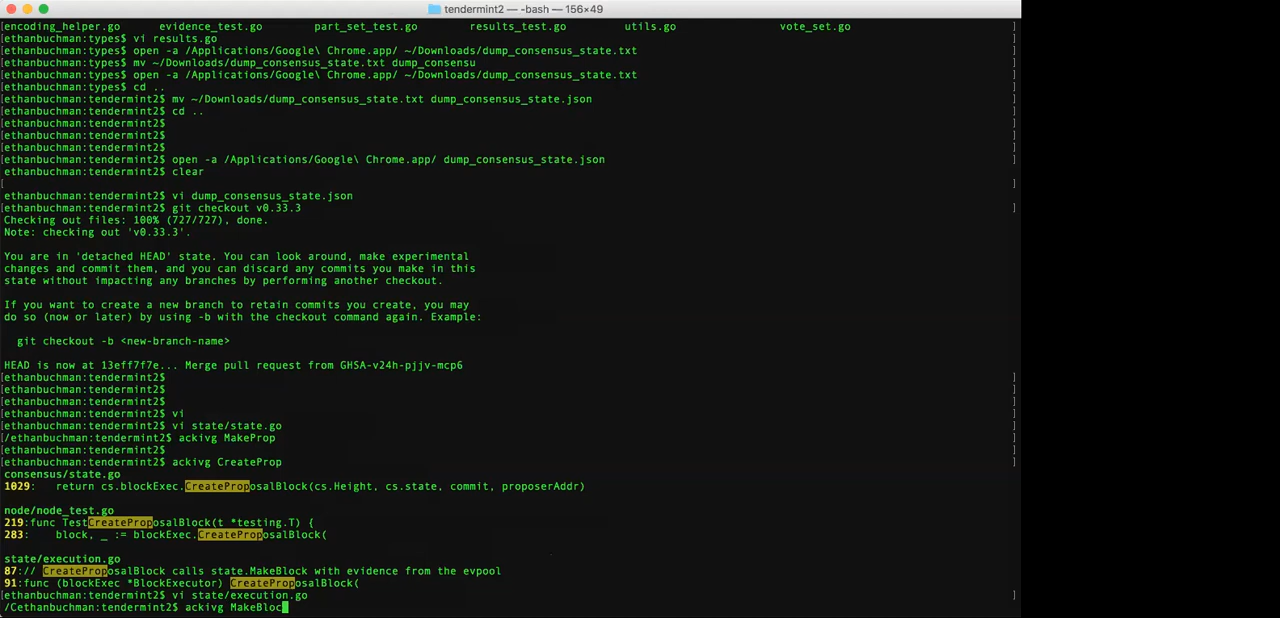 tendermint2 — -bash — 156×49
[encoding_helper.go evidence_test.go part_set_test.go results_test.go utils.go vote_set.go ]
[ethanbuchman:types$ vi results.go ]
[ethanbuchman:types$ open -a /Applications/Google\ Chrome.app/ ~/Downloads/dump_consensus_state.txt ]
[ethanbuchman:types$ mv ~/Downloads/dump_consensus_state.txt dump_consensu ]
[ethanbuchman:types$ open -a /Applications/Google\ Chrome.app/ ~/Downloads/dump_consensus_state.txt ]
[ethanbuchman:types$ cd .. ]
[ethanbuchman:tendermint2$ mv ~/Downloads/dump_consensus_state.txt dump_consensus_state.json ]
[ethanbuchman:tendermint2$ cd .. ]
[ethanbuchman:tendermint2$ ]
[ethanbuchman:tendermint2$ ]
[ethanbuchman:tendermint2$ ]
[ethanbuchman:tendermint2$ open -a /Applications/Google\ Chrome.app/ dump_consensus_state.json ]
[ethanbuchman:tendermint2$ clear
[ ]
ethanbuchman:tendermint2$ vi dump_consensus_state.json
[ethanbuchman:tendermint2$ git checkout v0.33.3 ]
Checking out files: 100% (727/727), done.
Note: checking out 'v0.33.3'.
You are in 'detached HEAD' state. You can look around, make experimental
changes and commit them, and you can discard any commits you make in this
state without impacting any branches by performing another checkout.
If you want to create a new branch to retain commits you create, you may
do so (now or later) by using -b with the checkout command again. Example:
git checkout -b <new-branch-name>
HEAD is now at 13eff7f7e... Merge pull request from GHSA-v24h-pjjv-mcp6
[ethanbuchman:tendermint2$ ]
[ethanbuchman:tendermint2$ ]
[ethanbuchman:tendermint2$ ]
[ethanbuchman:tendermint2$ vi ]
[ethanbuchman:tendermint2$ vi state/state.go ]
[/ethanbuchman:tendermint2$ ackivg MakeProp ]
[ethanbuchman:tendermint2$ ]
[ethanbuchman:tendermint2$ ackivg CreateProp ]
consensus/state.go
1029: return cs.blockExec.CreateProposalBlock(cs.Height, cs.state, commit, proposerAddr)
node/node_test.go
219:func TestCreateProposalBlock(t *testing.T) {
283: block, _ := blockExec.CreateProposalBlock(
state/execution.go
87:// CreateProposalBlock calls state.MakeBlock with evidence from the evpool
91:func (blockExec *BlockExecutor) CreateProposalBlock(
[ethanbuchman:tendermint2$ vi state/execution.go ]
/Cethanbuchman:tendermint2$ ackivg MakeBloc